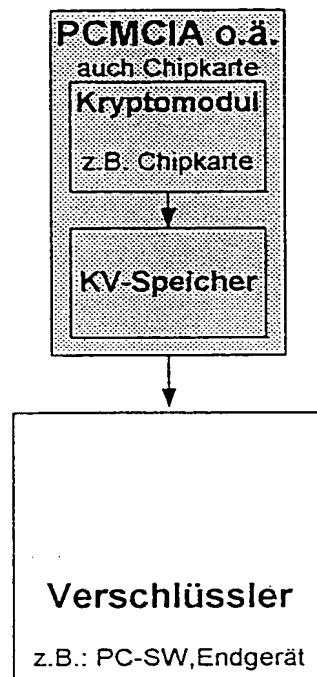 PCMCIA o.ä.
auch Chipkarte
Kryptomodul
z.B. Chipkarte
KV-Speicher
Verschlüssler
z.B.: PC-SW,Endgerät